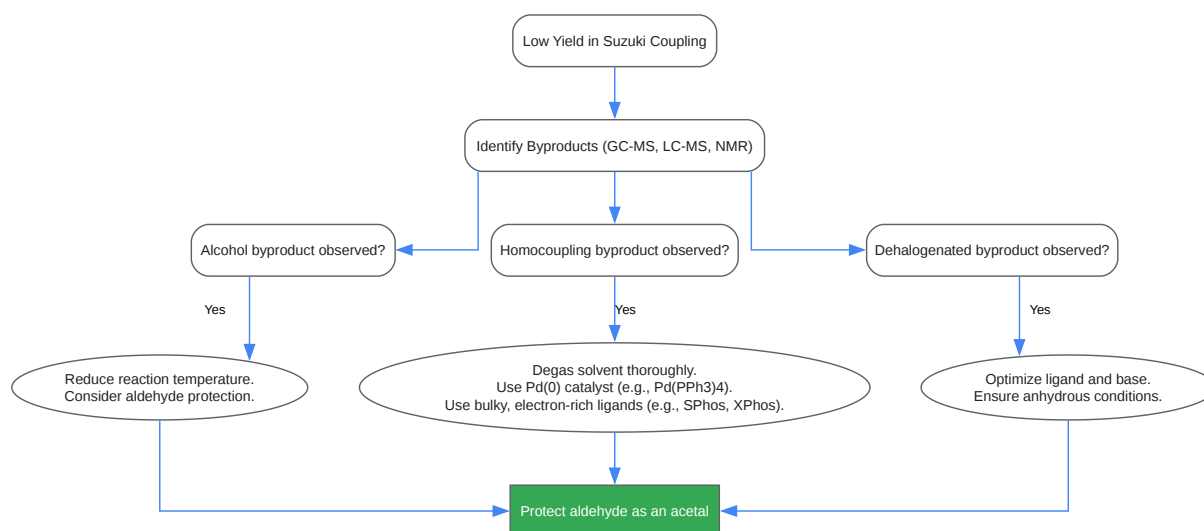 Low Yield in Suzuki Coupling
Identify Byproducts (GC-MS, LC-MS, NMR)
Alcohol byproduct observed?
Homocoupling byproduct observed?
Dehalogenated byproduct observed?
Yes
Yes
Yes
Reduce reaction temperature.
Consider aldehyde protection.
Degas solvent thoroughly.
Use Pd(0) catalyst (e.g., Pd(PPh3)4).
Use bulky, electron-rich ligands (e.g., SPhos, XPhos).
Optimize ligand and base.
Ensure anhydrous conditions.
Protect aldehyde as an acetal